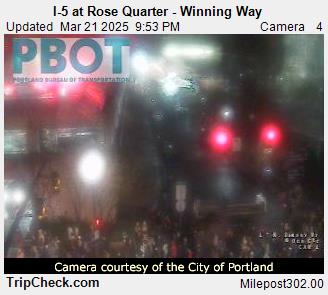 I-5 at Rose Quarter - Winning Way
Updated Mar 21 2025 9:53 PM Camera 4
PBOT
PORTLAND BUREAU OF TRANSPORTATION
Camera courtesy of the City of Portland
TripCheck.com Milepost302.00